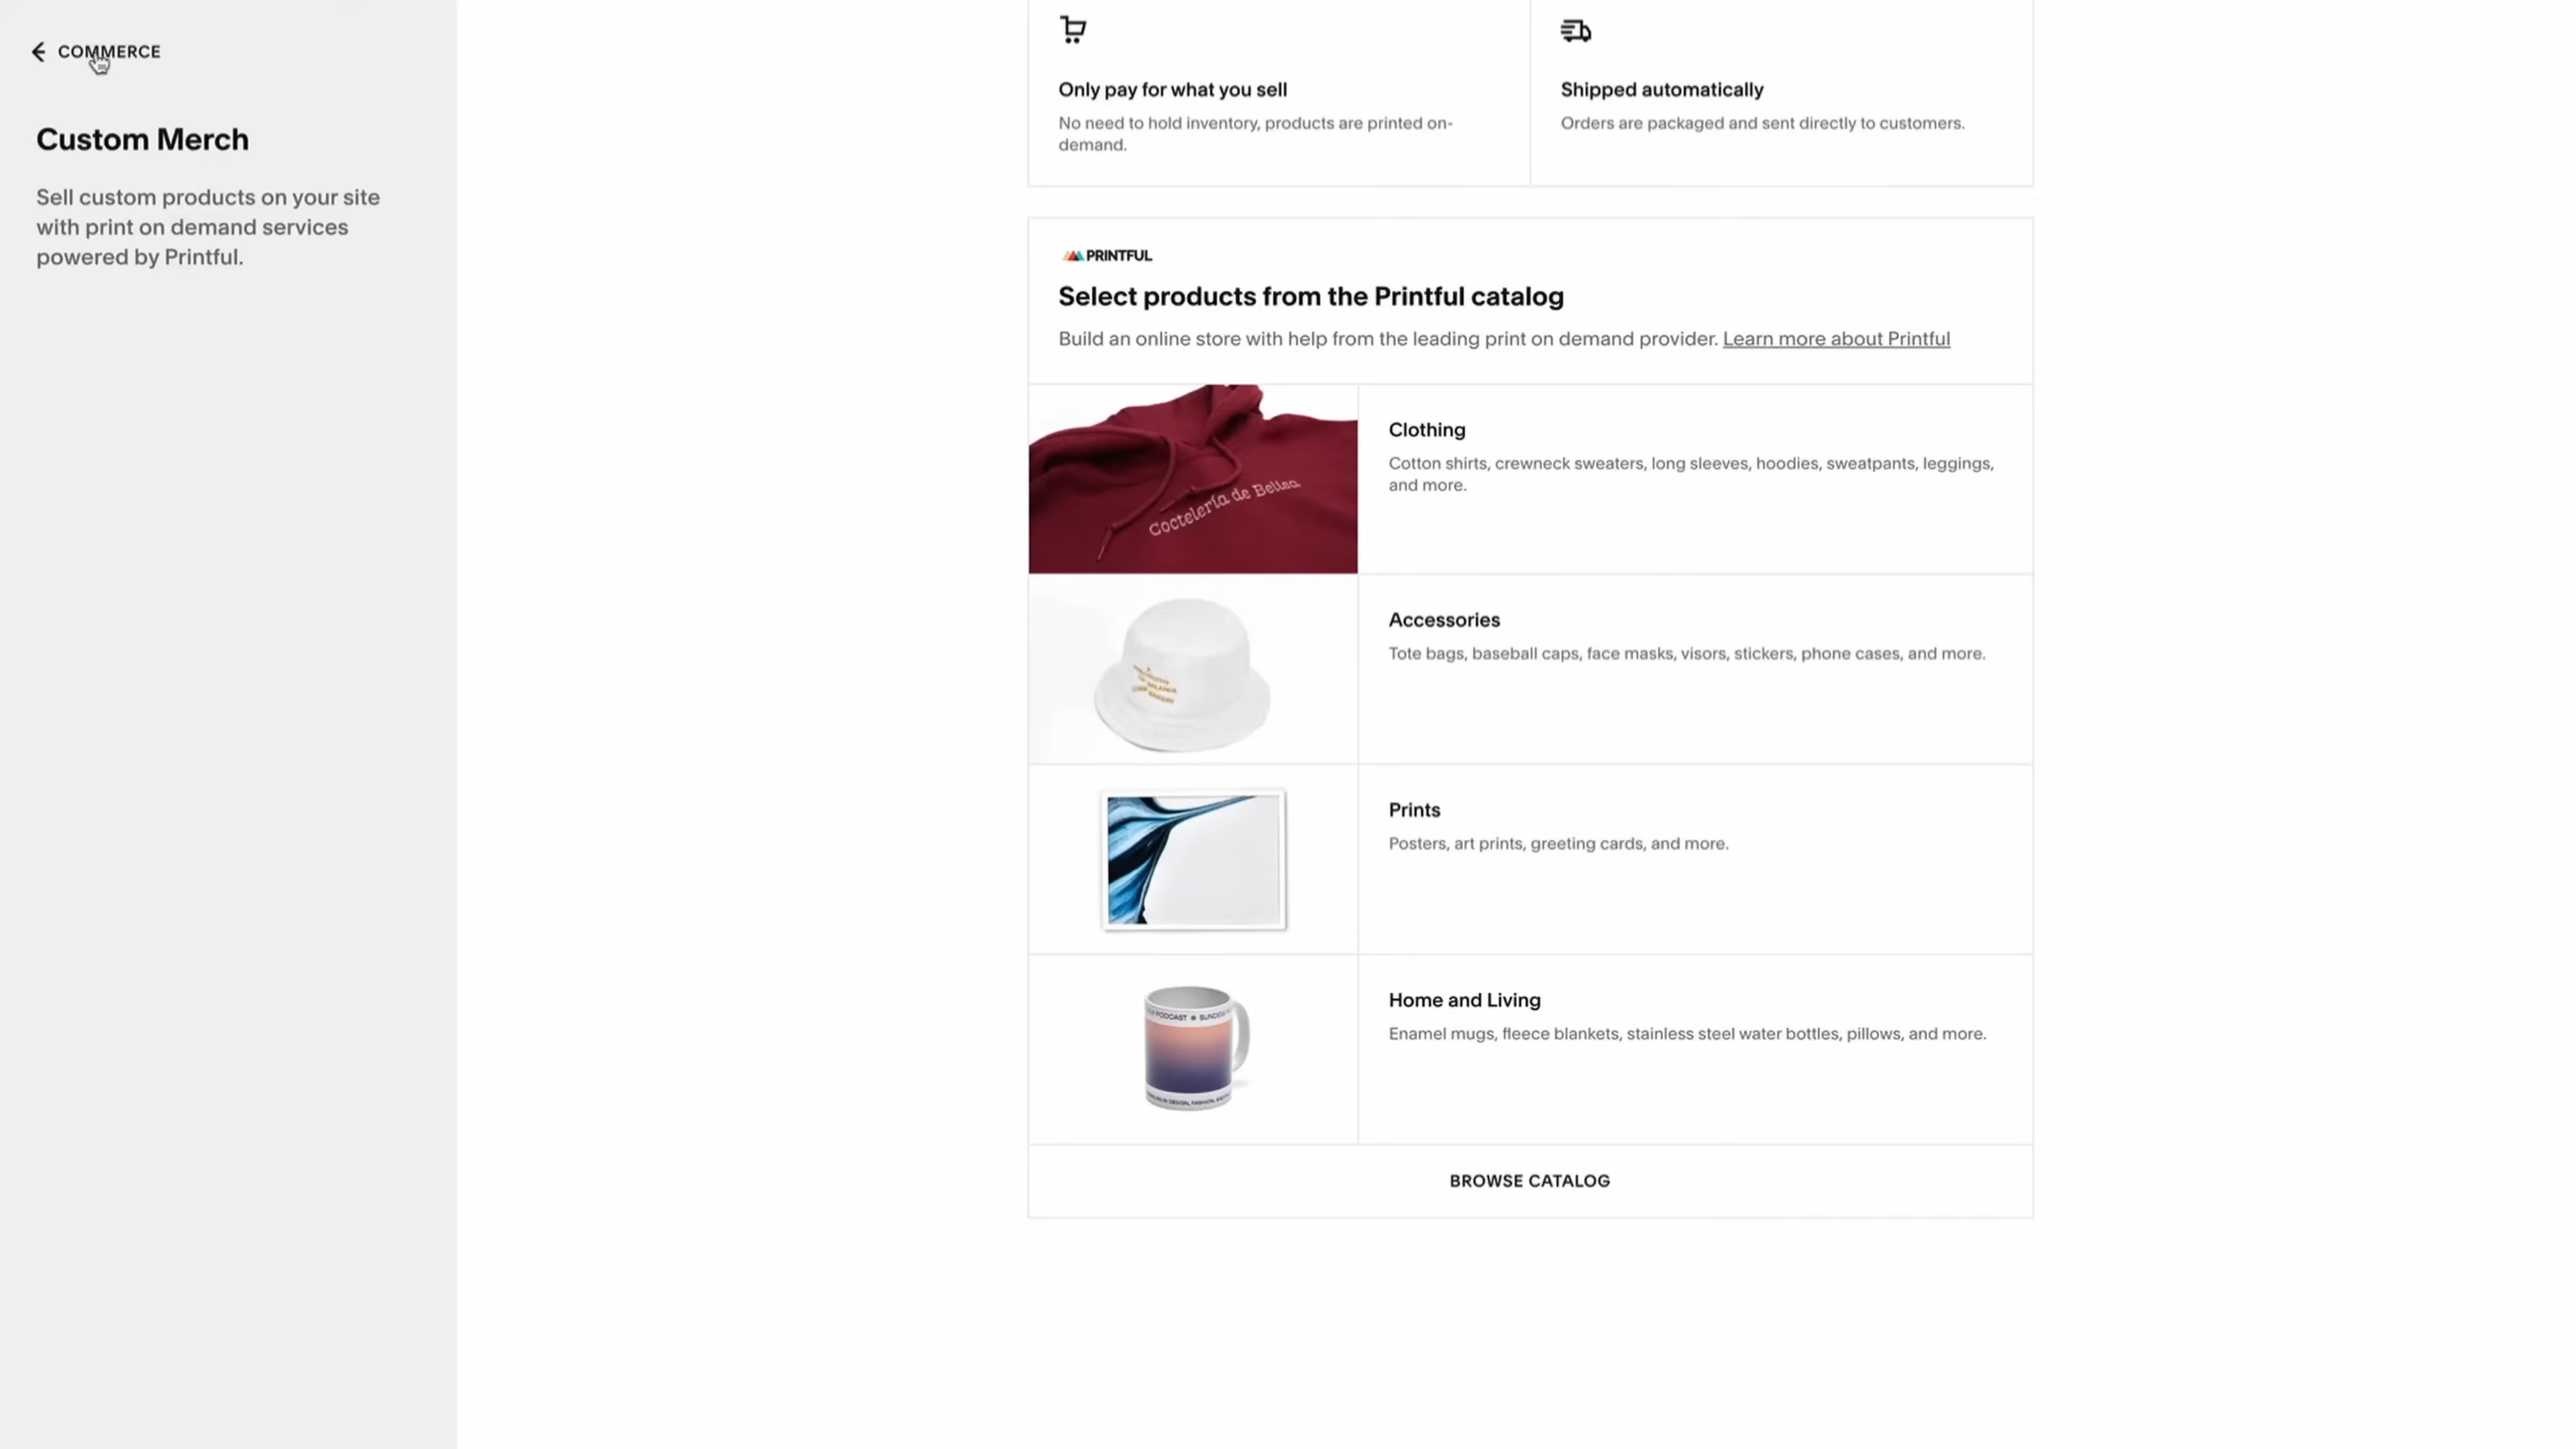 COMMERCE
Custom Merch
Sell custom products on your site
with print on demand services
powered by Printful.
Only pay for what you sell
No need to hold inventory, products are printed on-
demand.
Shipped automatically
Orders are packaged and sent directly to customers.
PRINTFUL
Select products from the Printful catalog
Build an online store with help from the leading print on demand provider. Learn more about Printful
Coctelería de Belisa.
Clothing
Cotton shirts, crewneck sweaters, long sleeves, hoodies, sweatpants, leggings,
and more.
Accessories
Tote bags, baseball caps, face masks, visors, stickers, phone cases, and more.
Prints
Posters, art prints, greeting cards, and more.
PODCAST
Home and Living
Enamel mugs, fleece blankets, stainless steel water bottles, pillows, and more.
BROWSE CATALOG